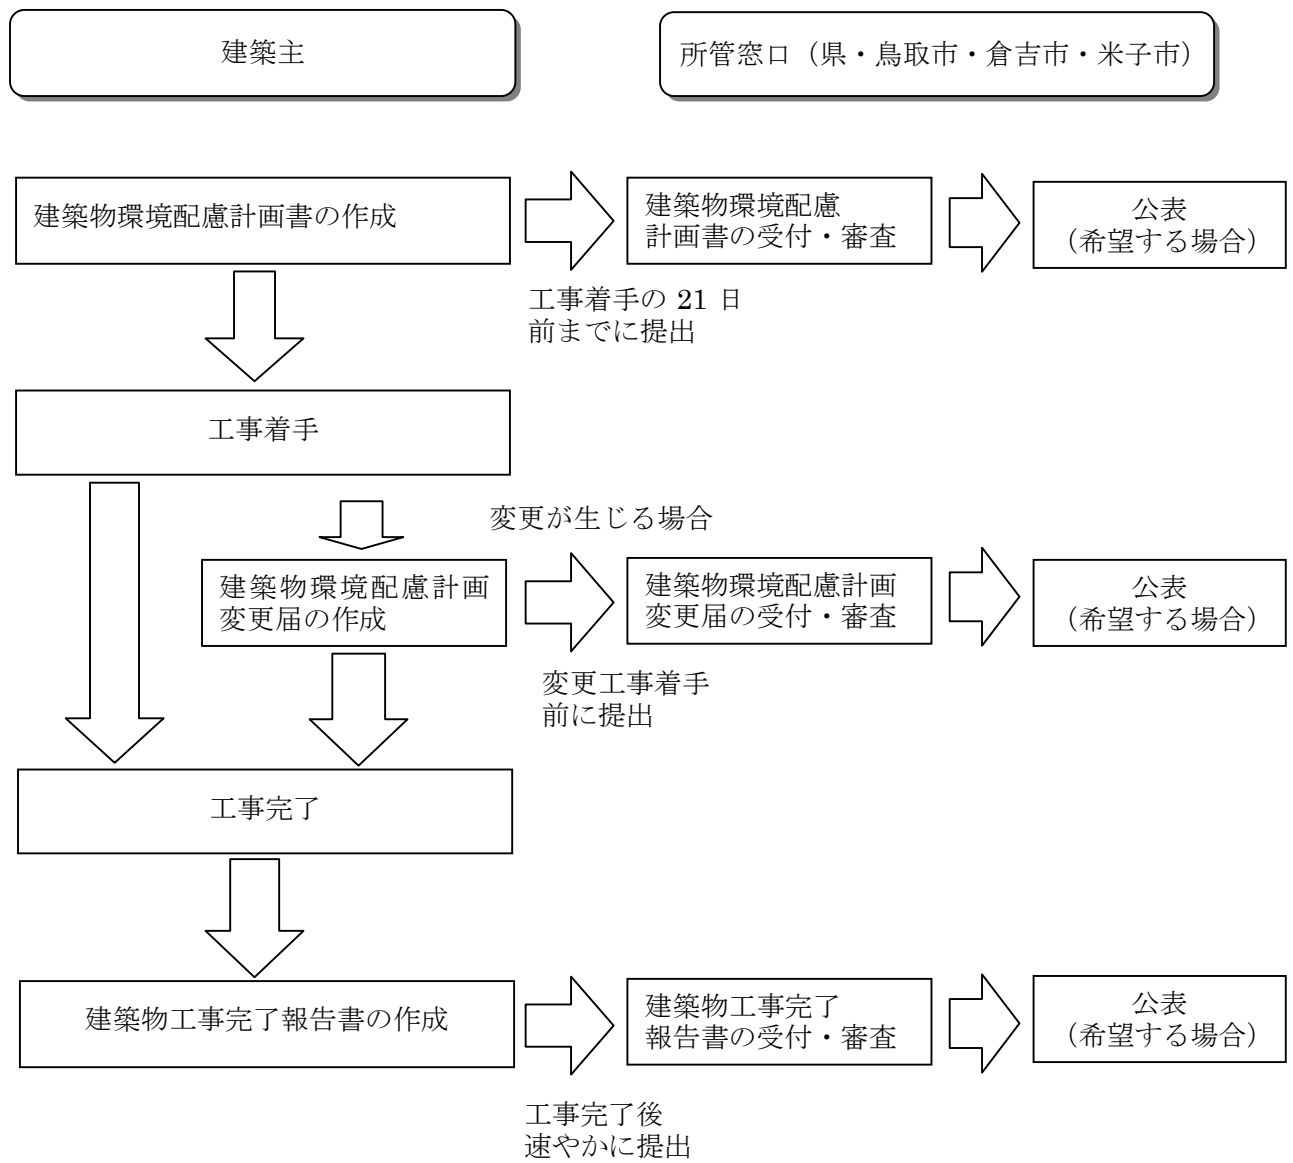 建築主
所管窓口（県・鳥取市・倉吉市・米子市）
建築物環境配慮計画書の作成
建築物環境配慮
計画書の受付・審査
公表
（希望する場合）
工事着手の 21 日
前までに提出
工事着手
変更が生じる場合
建築物環境配慮計画
変更届の作成
建築物環境配慮計画
変更届の受付・審査
公表
（希望する場合）
変更工事着手
前に提出
工事完了
建築物工事完了報告書の作成
建築物工事完了
報告書の受付・審査
公表
（希望する場合）
工事完了後
速やかに提出